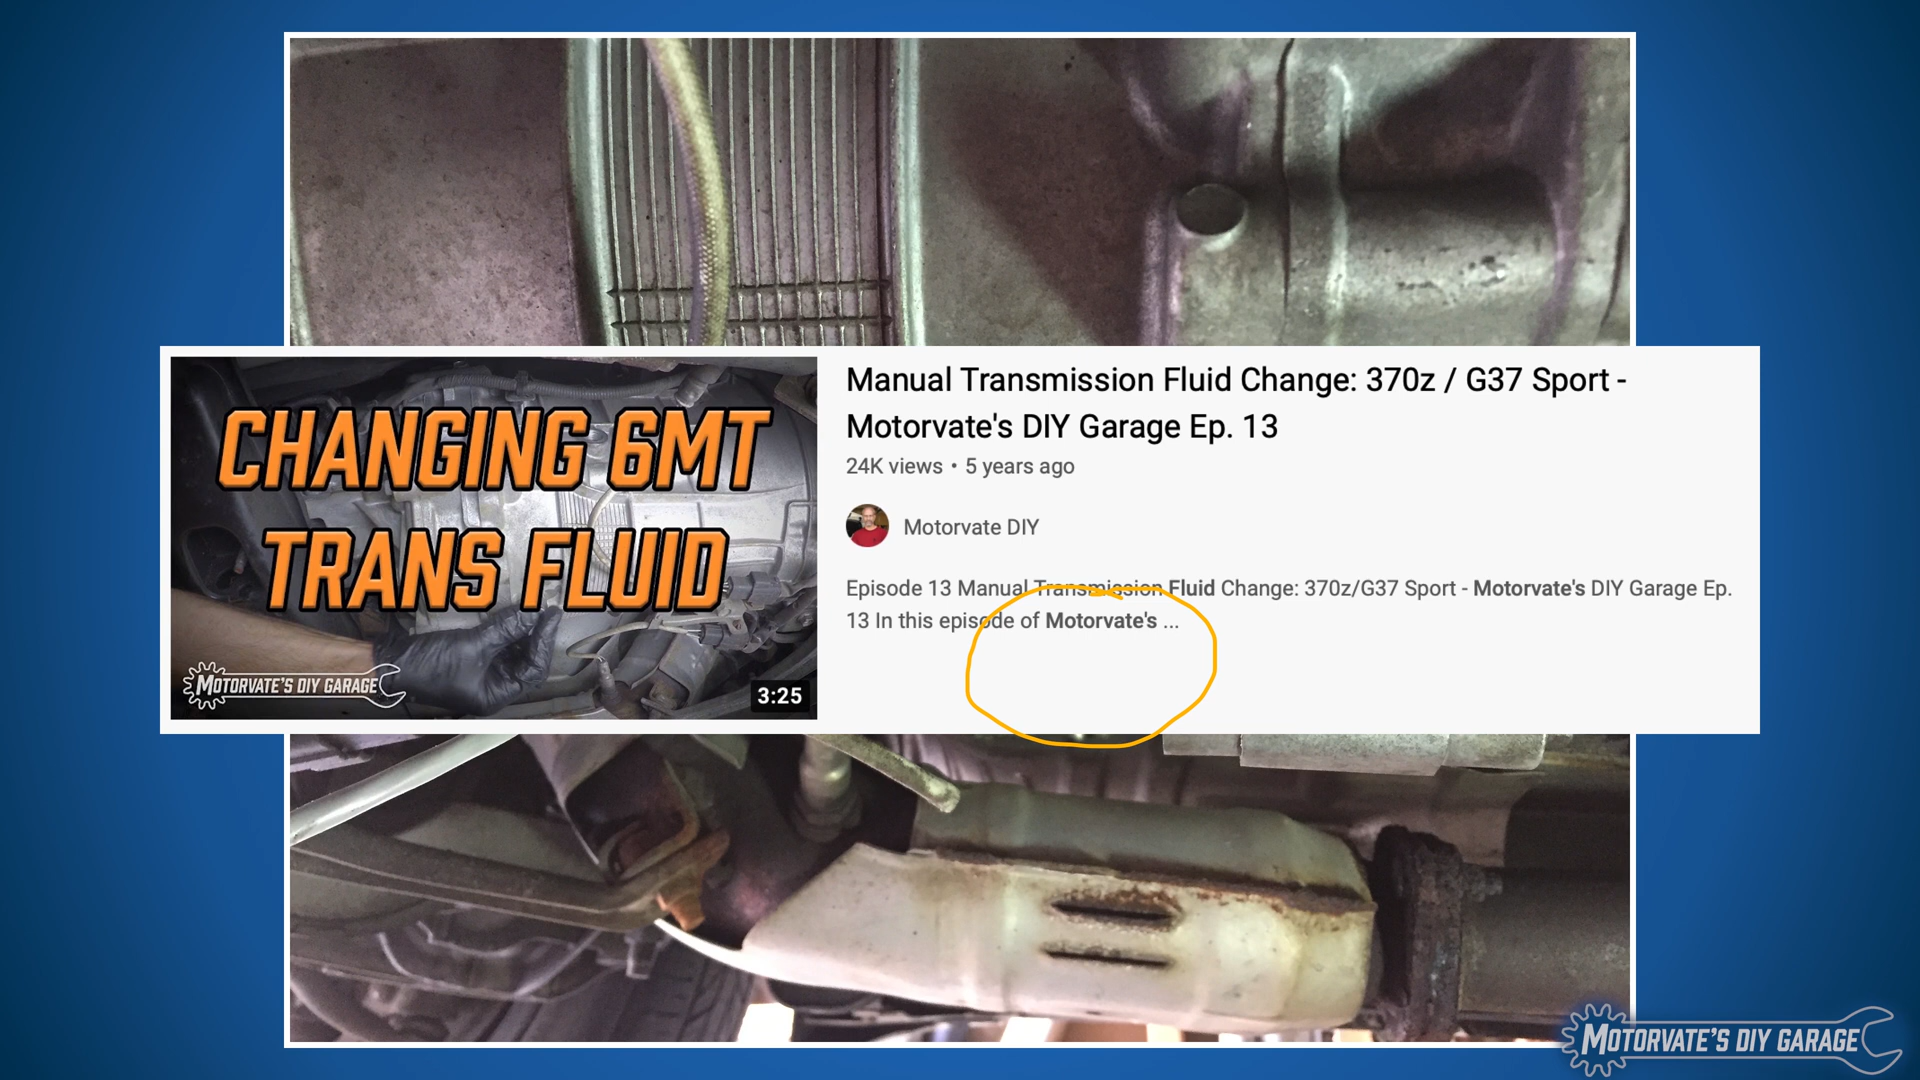 CHANGING 6MT
TRANS FLUID
MOTORVATE'S DIY GARAGE
3:25
Manual Transmission Fluid Change: 370z / G37 Sport -
Motorvate's DIY Garage Ep. 13
24K views • 5 years ago
Motorvate DIY
Episode 13 Manual Transmission Fluid Change: 370z/G37 Sport - Motorvate's DIY Garage Ep.
13 In this episode of Motorvate's ...
MOTORVATE'S DIY GARAGE